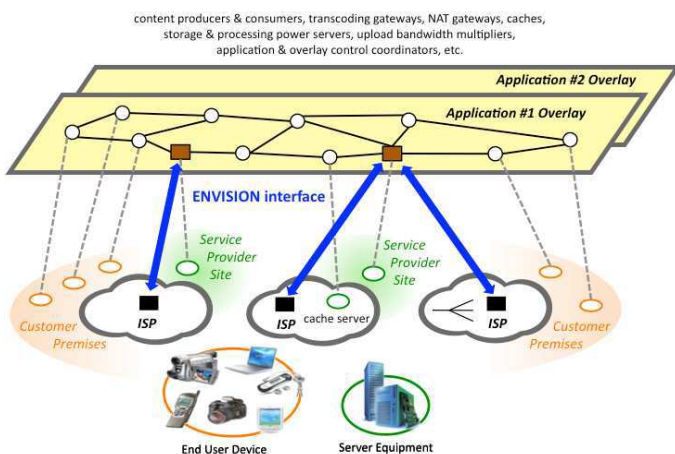 content producers & consumers, transcoding gateways, NAT gateways, caches,
storage & processing power servers, upload bandwidth multipliers,
application & overlay control coordinators, etc.
Application #2 Overlay
Application #1 Overlay
ENVISION interface
Service
Provider
Site
Service
Provider
Site
Customer
Premises
ISP
ISP
cache server
ISP
Customer
Premises
End User Device
Server Equipment